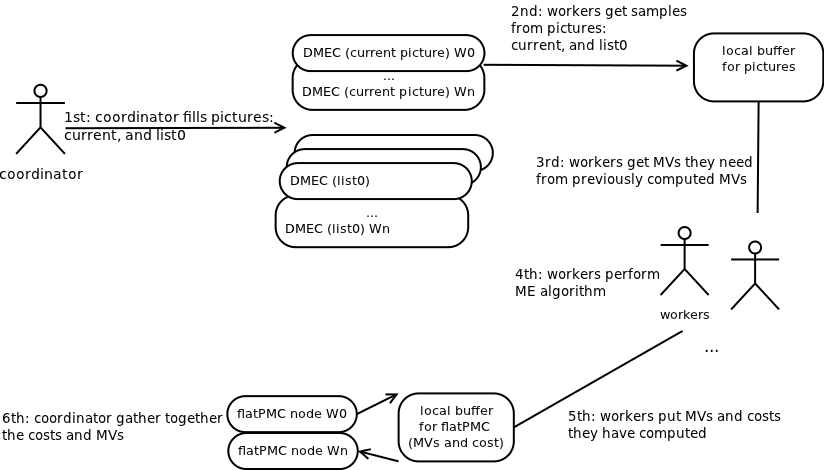 2nd: workers get samples
from pictures:
current, and list0
DMEC (current picture) W0
...
DMEC (current picture) Wn
local buffer
for pictures
1st: coordinator fills pictures:
current, and list0
coordinator
DMEC (list0)
...
DMEC (list0) Wn
3rd: workers get MVs they need
from previously computed MVs
4th: workers perform
ME algorithm
workers
...
6th: coordinator gather together
the costs and MVs
flatPMC node W0
flatPMC node Wn
local buffer
for flatPMC
(MVs and cost)
5th: workers put MVs and costs
they have computed